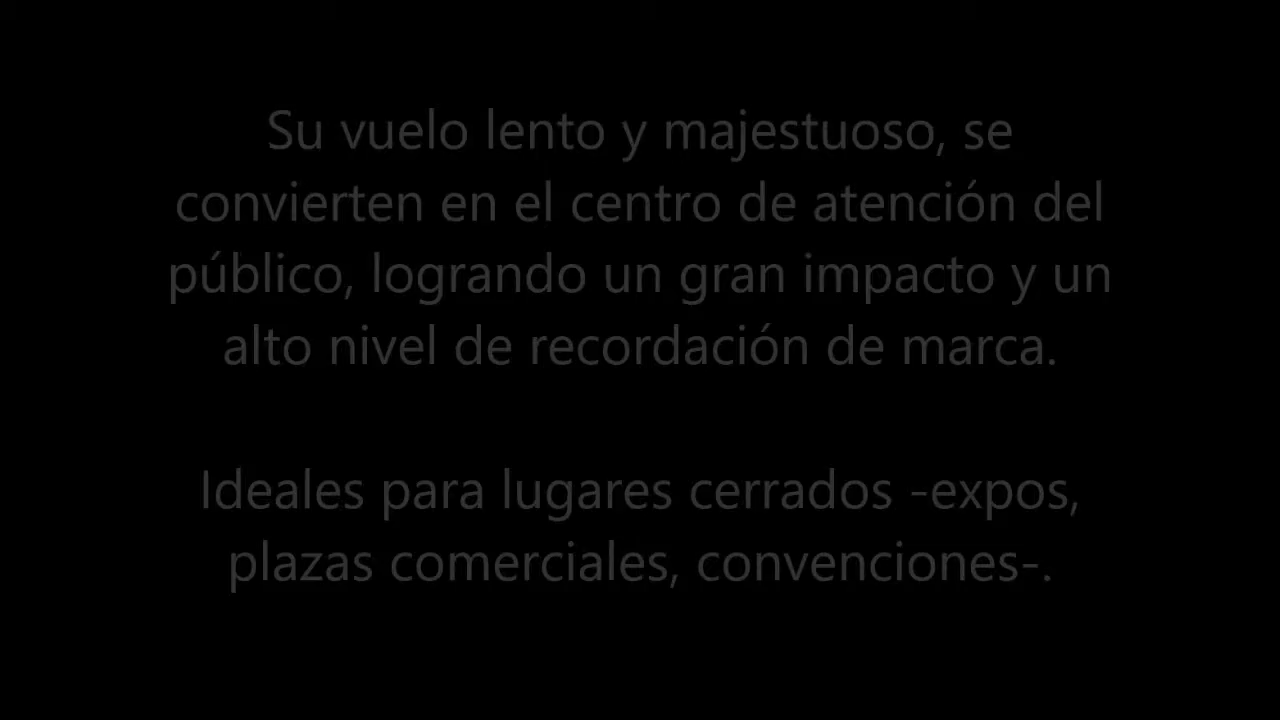 Su vuelo lento y majestuoso, se
convierten en el centro de atención del
público, logrando un gran impacto y un
alto nivel de recordación de marca.
Ideales para lugares cerrados -expos,
plazas comerciales, convenciones-.